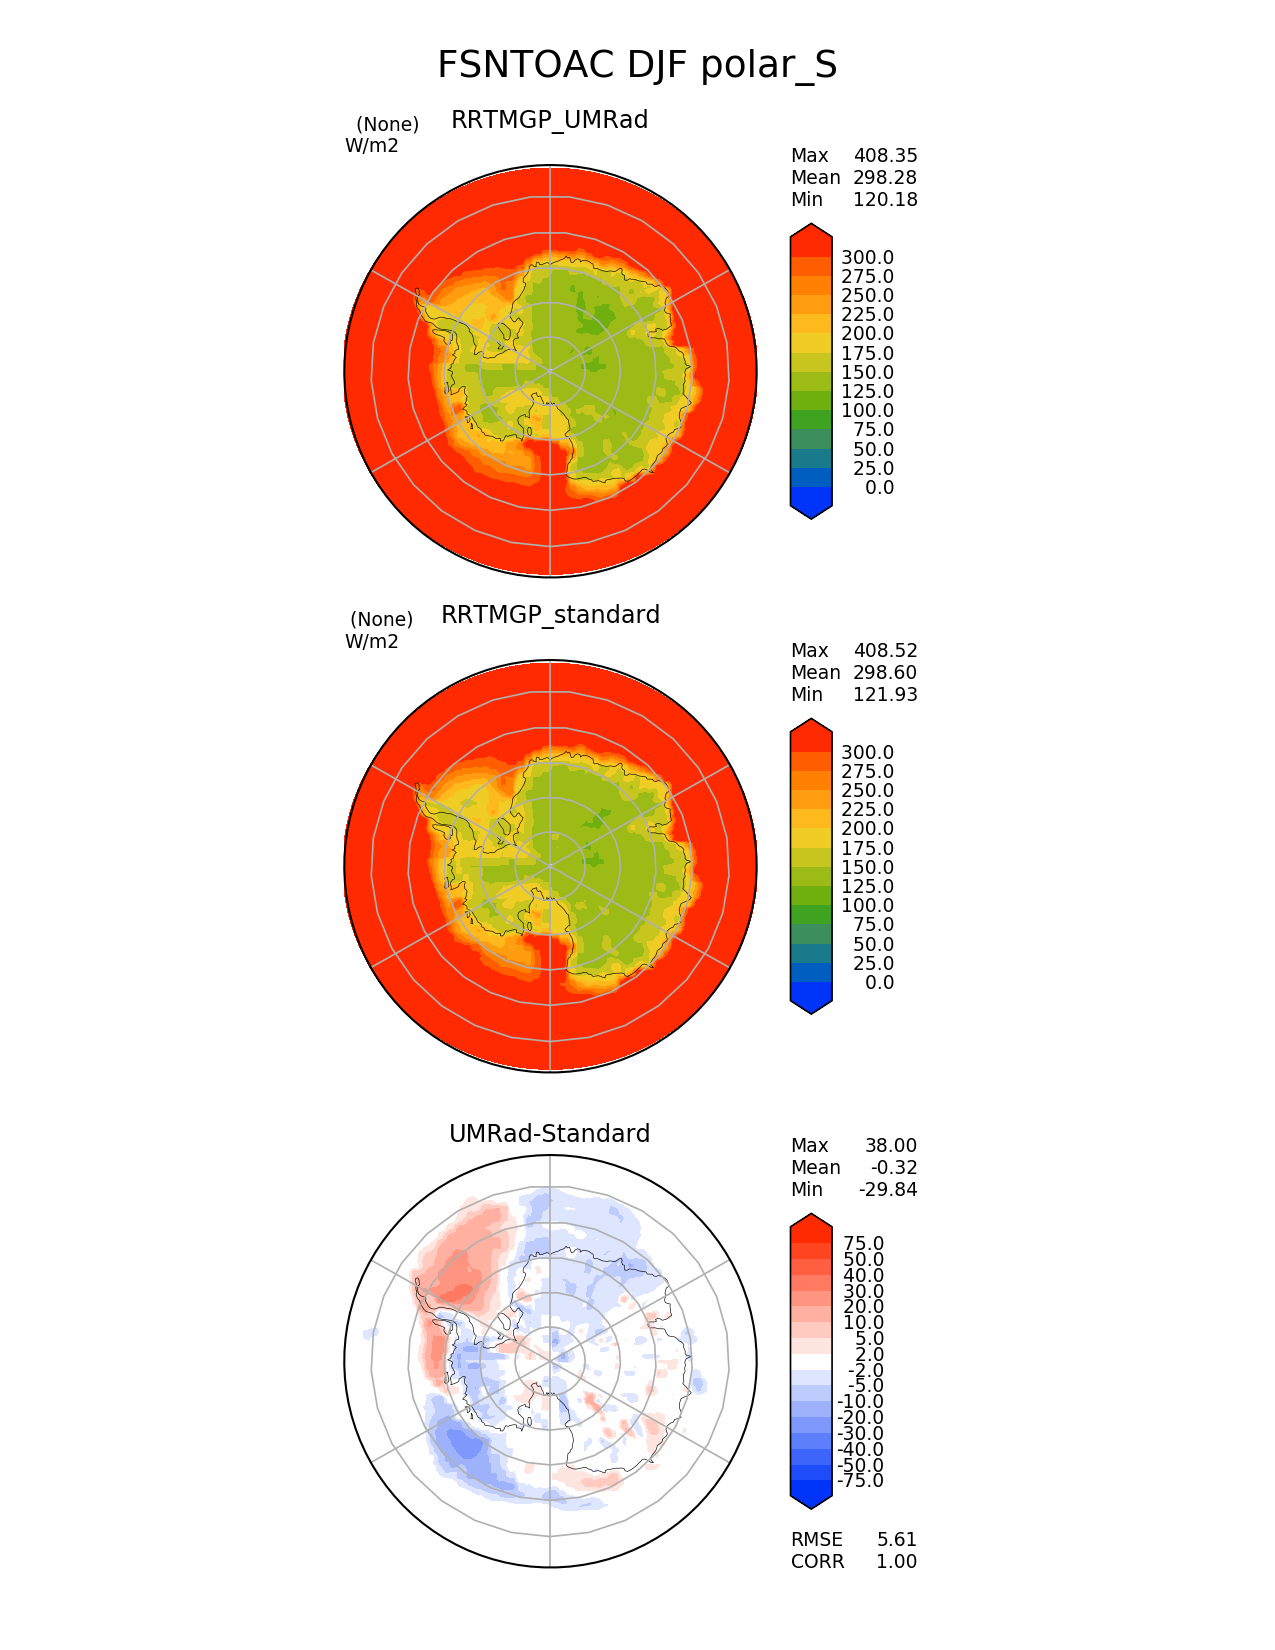 FSNTOAC DJF polar_S
(None) RRTMGP_UMRad
W/m2
Max 408.35
Mean 298.28
Min 120.18
300.0
275.0
250.0
225.0
200.0
175.0
150.0
125.0
100.0
75.0
50.0
25.0
0.0
(None) RRTMGP_standard
W/m2
Max 408.52
Mean 298.60
Min 121.93
300.0
275.0
250.0
225.0
200.0
175.0
150.0
125.0
100.0
75.0
50.0
25.0
0.0
UMRad-Standard
Max 38.00
Mean -0.32
Min -29.84
75.0
50.0
40.0
30.0
20.0
10.0
5.0
2.0
-2.0
-5.0
-10.0
-20.0
-30.0
-40.0
-50.0
-75.0
RMSE 5.61
CORR 1.00